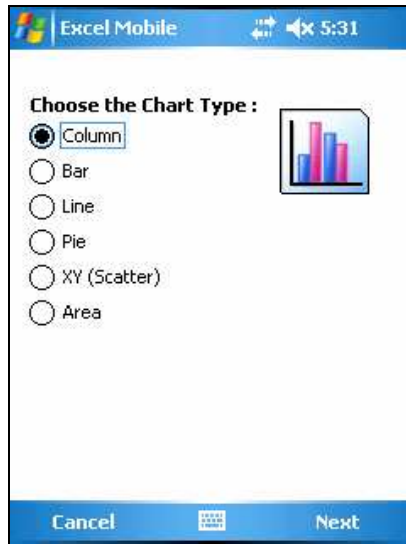 Excel Mobile 5:31
Choose the Chart Type :
Column
Bar
Line
Pie
XY (Scatter)
Area
Cancel Next